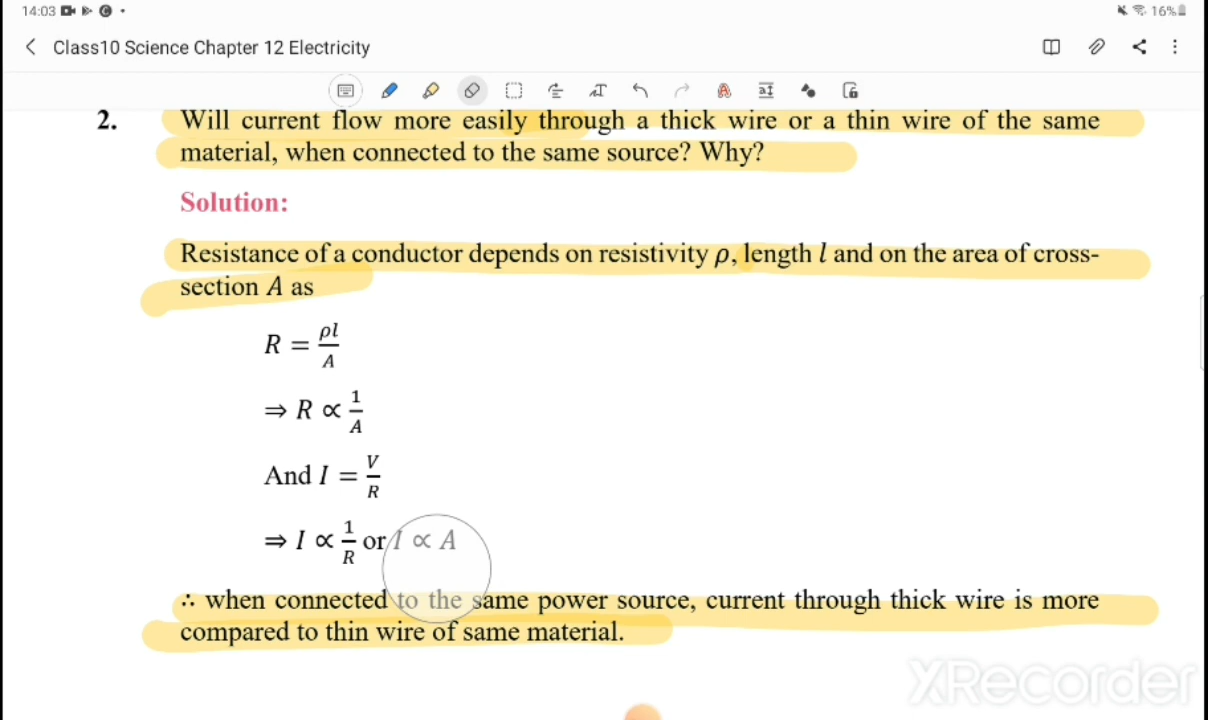 14:03 16%
Class10 Science Chapter 12 Electricity
2. Will current flow more easily through a thick wire or a thin wire of the same
material, when connected to the same source? Why?
Solution:
Resistance of a conductor depends on resistivity ρ, length l and on the area of cross-
section A as
R = ρl/A
⇒ R ∝ 1/A
And I = V/R
⇒ I ∝ 1/R or I ∝ A
∴ when connected to the same power source, current through thick wire is more
compared to thin wire of same material.
XRecorder